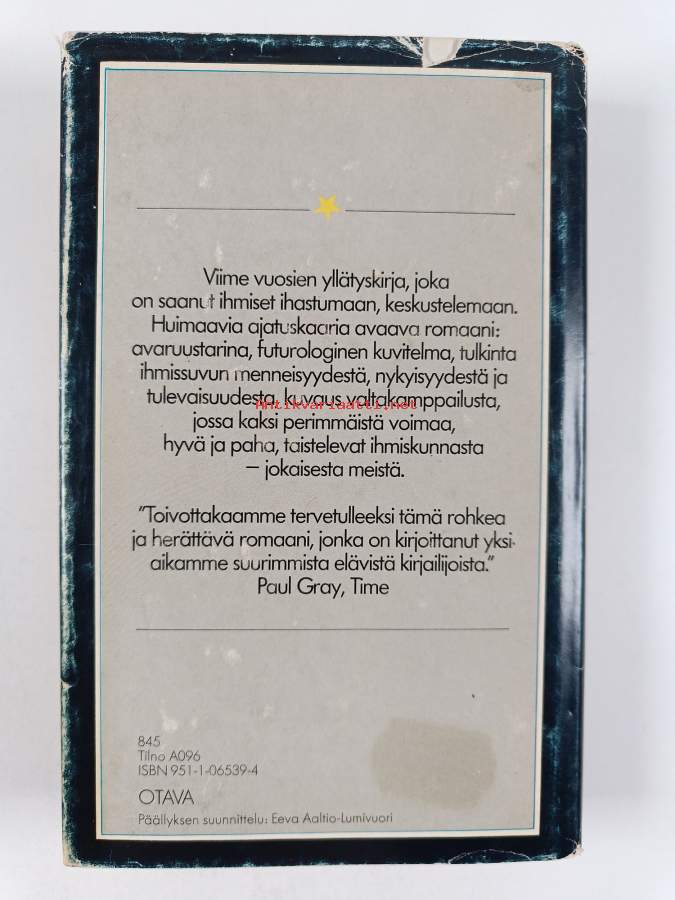 Viime vuosien yllätyskirja, joka
on saanut ihmiset ihastumaan, keskustelemaan.
Huimaavia ajatuskaaria avaava romaani:
avaruustarina, futurologinen kuvitelma, tulkinta
ihmissuvun menneisyydestä, nykyisyydestä ja
tulevaisuudesta, kuvaus valtakamppailusta,
Antikvariaatti.net
jossa kaksi perimmäistä voimaa,
hyvä ja paha, taistelevat ihmiskunnasta
– jokaisesta meistä.
"Toivottakaamme tervetulleeksi tämä rohkea
ja herättävä romaani, jonka on kirjoittanut yksi
aikamme suurimmista elävistä kirjailijoista."
Paul Gray, Time
845
Tilno A096
ISBN 951-1-06539-4
OTAVA
Päällyksen suunnittelu: Eeva Aaltio-Lumivuori